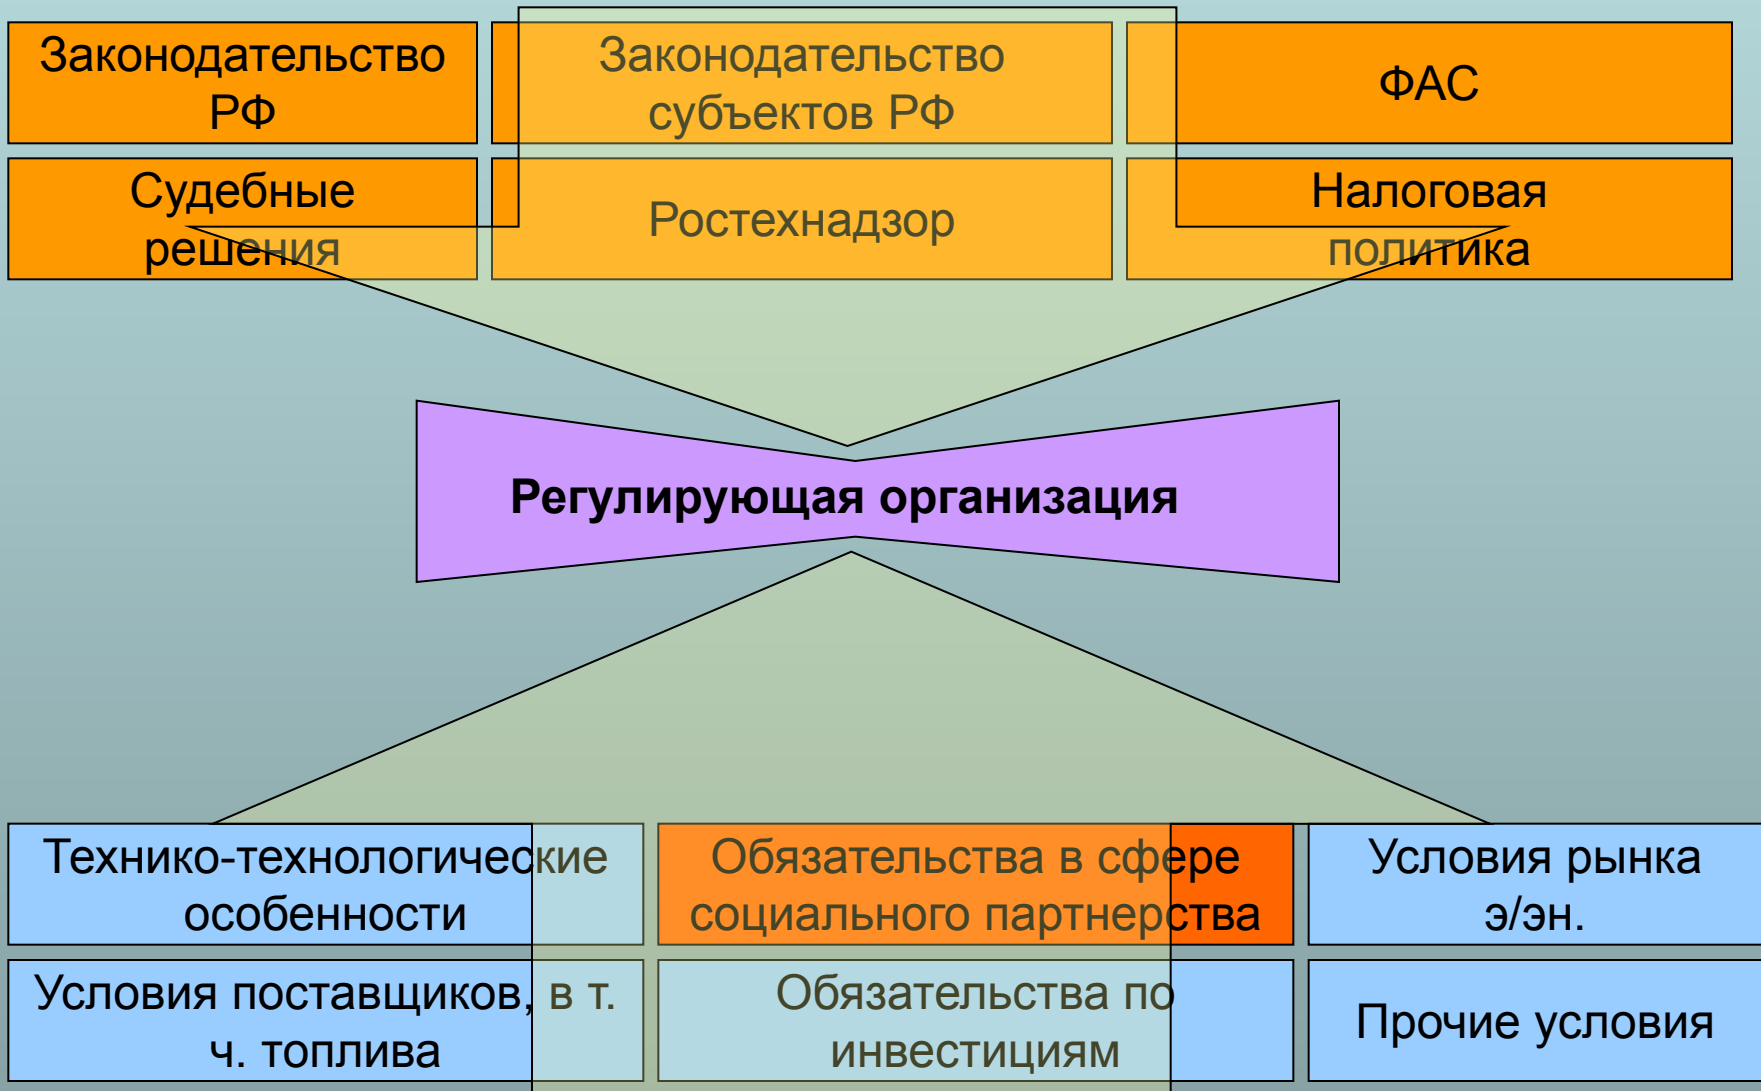 Законодательство
РФ
Законодательство
субъектов РФ
ФАС
Судебные
решения
Ростехнадзор
Налоговая
политика
Регулирующая организация
Технико-технологические
особенности
Обязательства в сфере
социального партнерства
Условия рынка
э/эн.
Условия поставщиков, в т.
ч. топлива
Обязательства по
инвестициям
Прочие условия